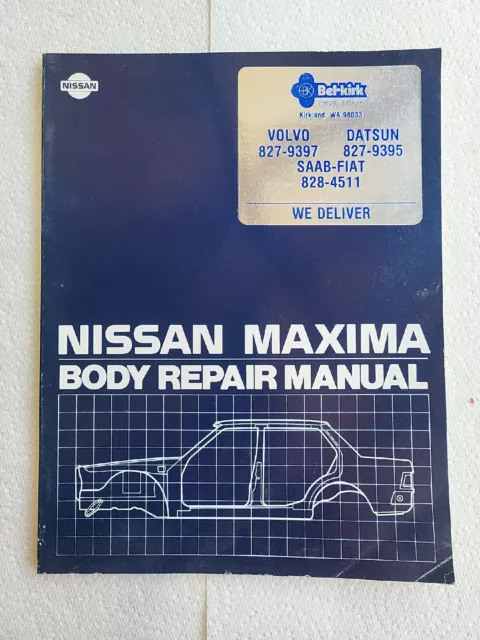 NISSAN
BK
Bel-kirk
Kirkland WA 98033
VOLVO DATSUN
827-9397 827-9395
SAAB-FIAT
828-4511
WE DELIVER
NISSAN MAXIMA
BODY REPAIR MANUAL